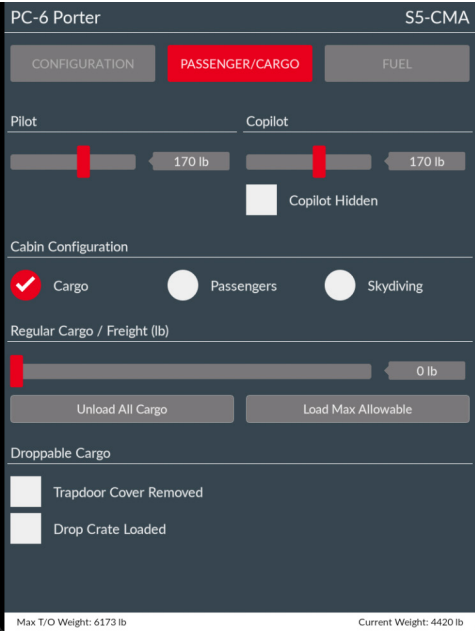 PC-6 Porter S5-CMA
CONFIGURATION PASSENGER/CARGO FUEL
Pilot Copilot
170 lb 170 lb
Copilot Hidden
Cabin Configuration
Cargo Passengers Skydiving
Regular Cargo / Freight (lb)
0 lb
Unload All Cargo Load Max Allowable
Droppable Cargo
Trapdoor Cover Removed
Drop Crate Loaded
Max T/O Weight: 6173 lb Current Weight: 4420 lb